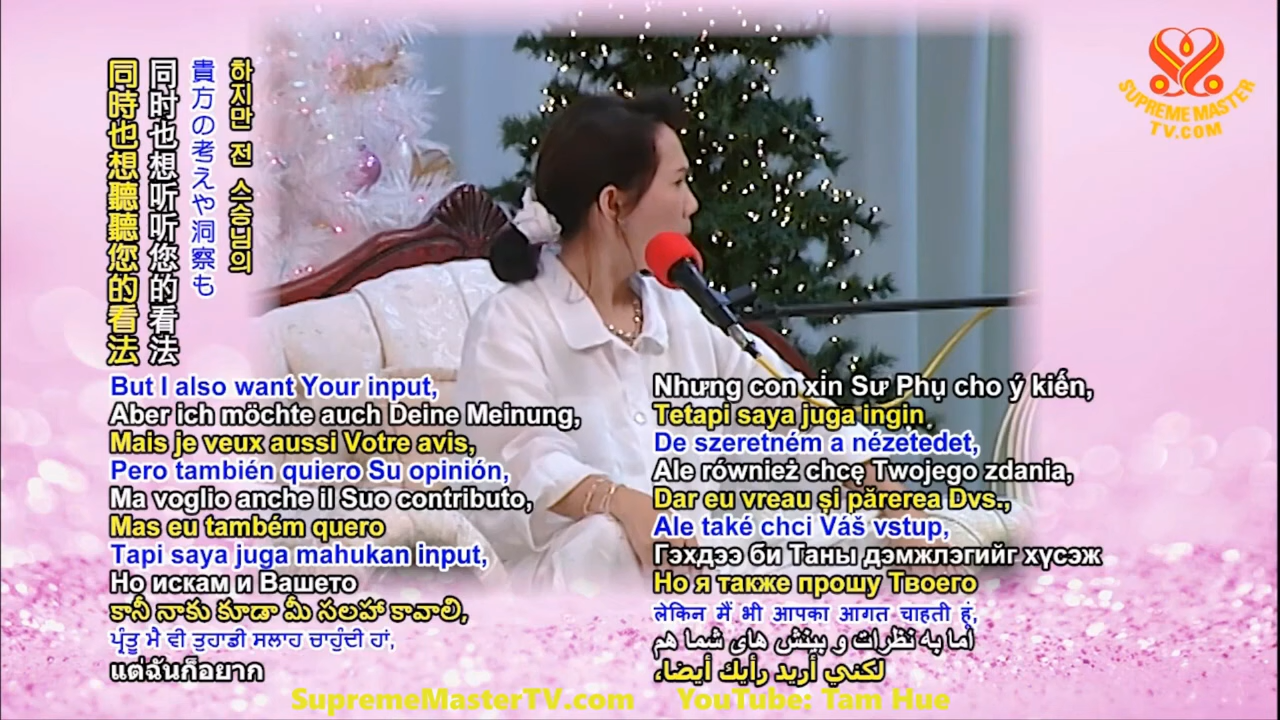 SUPREME MASTER
TV.COM
하지만 전 스승님의
貴方の考えや洞察も
同时也想听听您的看法
同時也想聽聽您的看法
But I also want Your input,
Aber ich möchte auch Deine Meinung,
Mais je veux aussi Votre avis,
Pero también quiero Su opinión,
Ma voglio anche il Suo contributo,
Mas eu também quero
Tapi saya juga mahukan input,
Но искам и Вашето
కానీ నాకు కూడా మీ సలహా కావాలి,
ਪ੍ਰੰਤੂ ਮੈ ਵੀ ਤੁਹਾਡੀ ਸਲਾਹ ਚਾਹੁੰਦੀ ਹਾਂ,
แต่ฉันก็อยาก
Nhưng con xin Sư Phụ cho ý kiến,
Tetapi saya juga ingin
De szeretném a nézetedet,
Ale również chcę Twojego zdania,
Dar eu vreau și părerea Dvs.,
Ale také chci Váš vstup,
Гэхдээ би Таны дэмжлэгийг хүсэж
Но я также прошу Твоего
लेकिन मैं भी आपका आगत चाहती हूं,
اما به نظرات و بینش های شما هم
لكني أريد رأيك أيضا،
SupremeMasterTV.com YouTube: Tam Hue